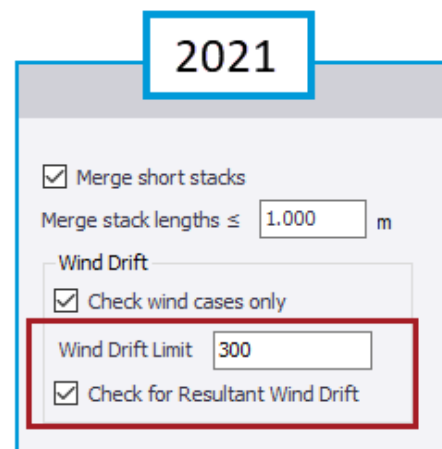 2021
Merge short stacks
Merge stack lengths ≤ 1.000 m
Wind Drift
Check wind cases only
Wind Drift Limit 300
Check for Resultant Wind Drift